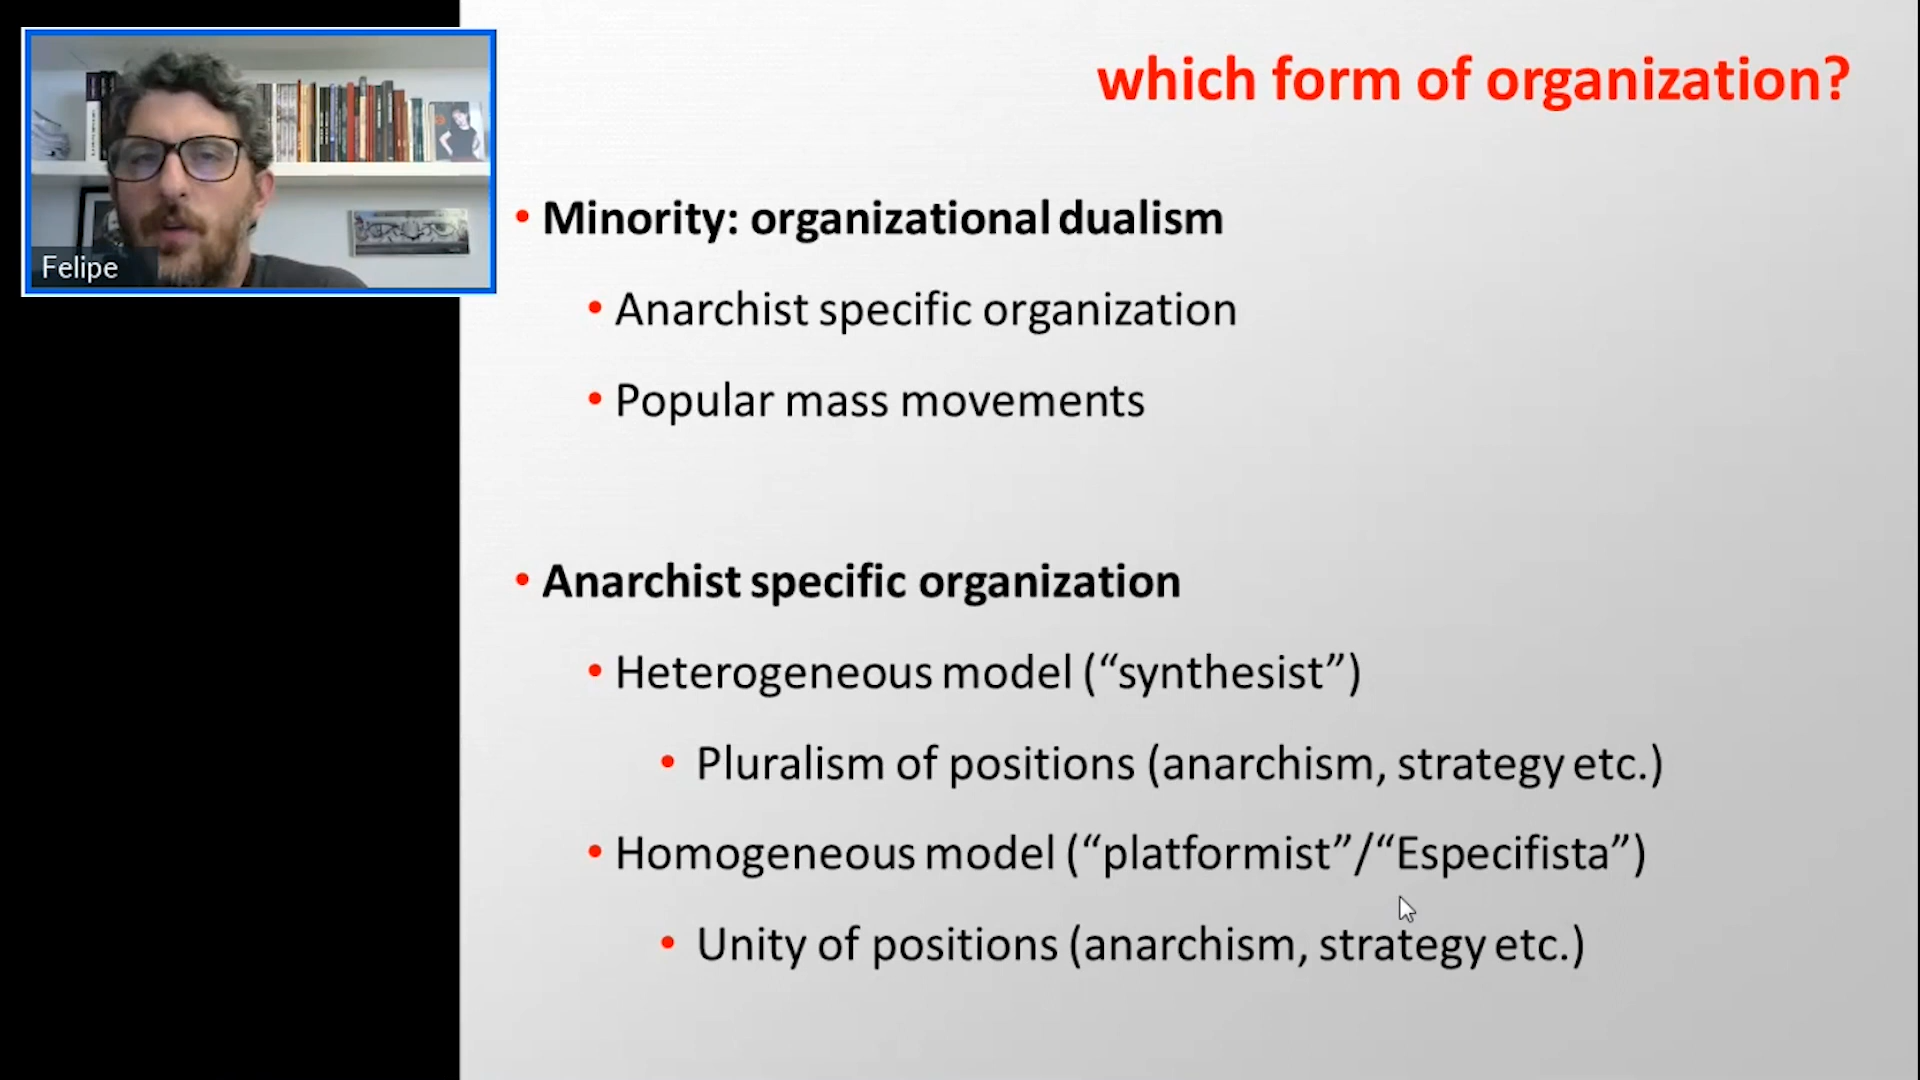 which form of organization?
Felipe
• Minority: organizational dualism
• Anarchist specific organization
• Popular mass movements
• Anarchist specific organization
• Heterogeneous model (“synthesist”)
• Pluralism of positions (anarchism, strategy etc.)
• Homogeneous model (“platformist”/“Especifista”)
• Unity of positions (anarchism, strategy etc.)